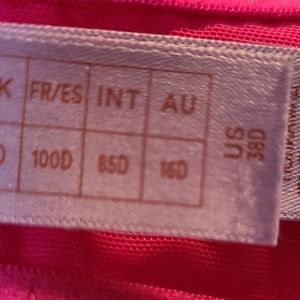 K FR/ES INT AU
D 100D 85D 16D
US
38D